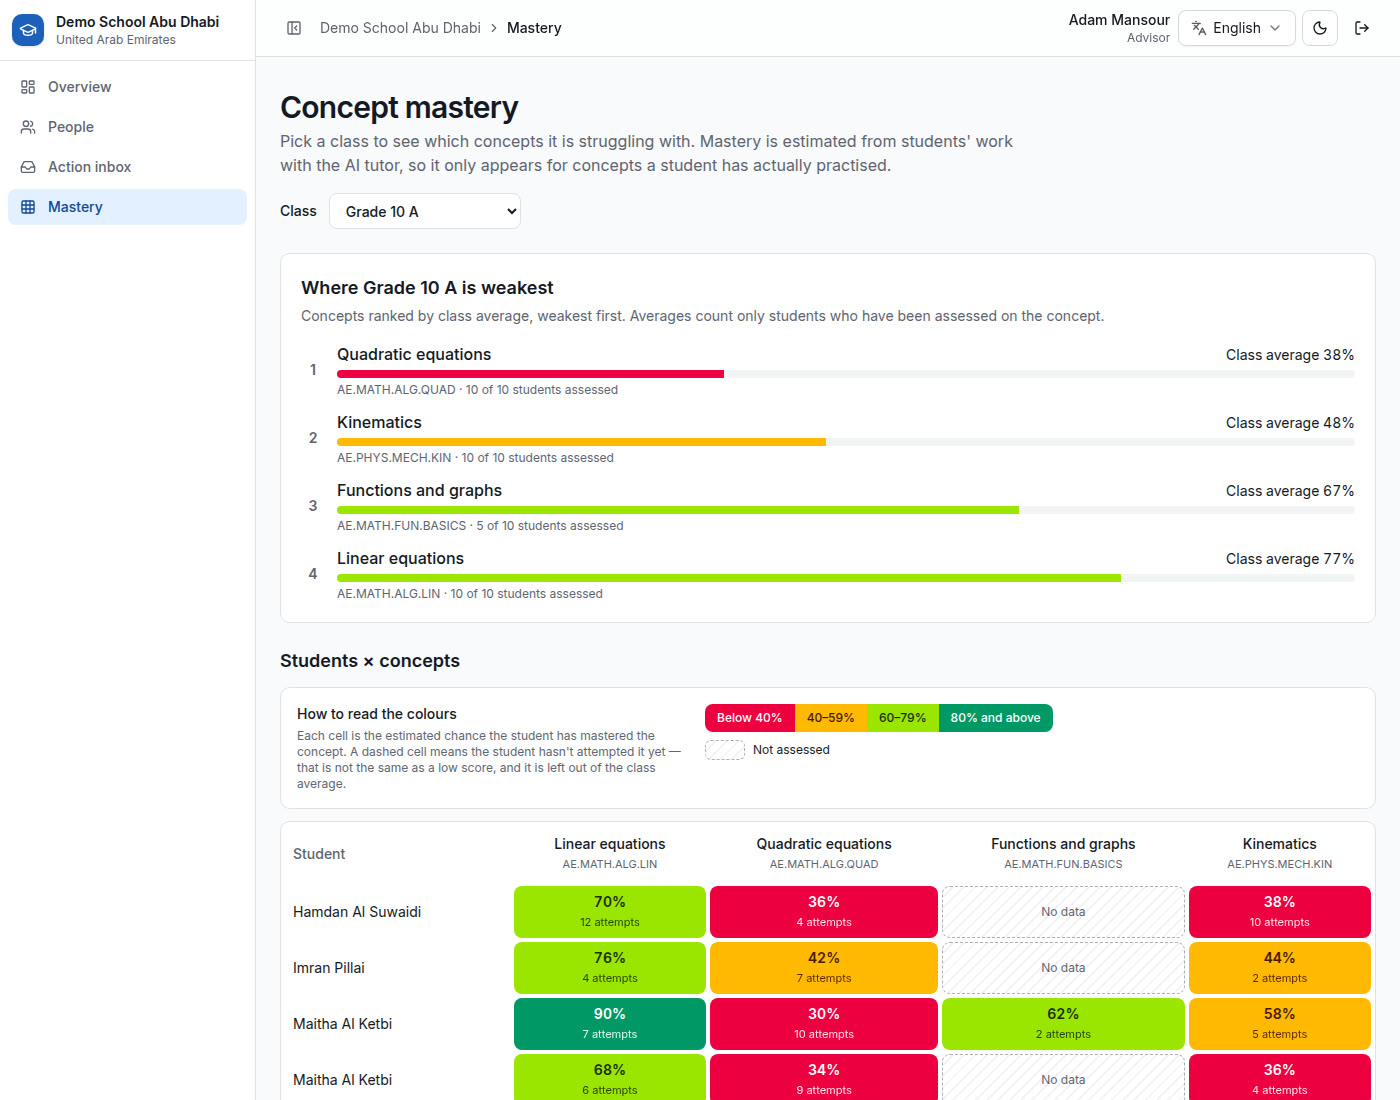 Demo School Abu Dhabi
United Arab Emirates
Overview
People
Action inbox
Mastery
Demo School Abu Dhabi > Mastery
Adam Mansour
Advisor
English
Concept mastery
Pick a class to see which concepts it is struggling with. Mastery is estimated from students' work
with the AI tutor, so it only appears for concepts a student has actually practised.
Class
Grade 10 A
Where Grade 10 A is weakest
Concepts ranked by class average, weakest first. Averages count only students who have been assessed on the concept.
1
Quadratic equations
Class average 38%
AE.MATH.ALG.QUAD · 10 of 10 students assessed
2
Kinematics
Class average 48%
AE.PHYS.MECH.KIN · 10 of 10 students assessed
3
Functions and graphs
Class average 67%
AE.MATH.FUN.BASICS · 5 of 10 students assessed
4
Linear equations
Class average 77%
AE.MATH.ALG.LIN · 10 of 10 students assessed
Students × concepts
How to read the colours
Each cell is the estimated chance the student has mastered the
concept. A dashed cell means the student hasn't attempted it yet —
that is not the same as a low score, and it is left out of the class
average.
Below 40%
40–59%
60–79%
80% and above
Not assessed
Student
Linear equations
AE.MATH.ALG.LIN
Quadratic equations
AE.MATH.ALG.QUAD
Functions and graphs
AE.MATH.FUN.BASICS
Kinematics
AE.PHYS.MECH.KIN
Hamdan Al Suwaidi
70%
12 attempts
36%
4 attempts
No data
38%
10 attempts
Imran Pillai
76%
4 attempts
42%
7 attempts
No data
44%
2 attempts
Maitha Al Ketbi
90%
7 attempts
30%
10 attempts
62%
2 attempts
58%
5 attempts
Maitha Al Ketbi
68%
6 attempts
34%
9 attempts
No data
36%
4 attempts